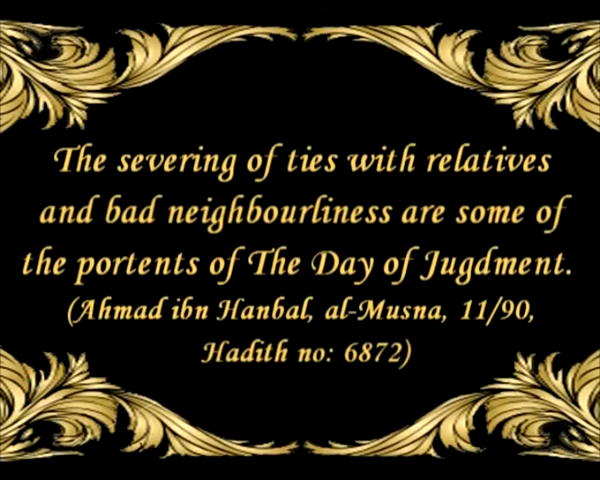 The severing of ties with relatives
and bad neighbourliness are some of
the portents of The Day of Jugdment.
(Ahmad ibn Hanbal, al-Musna, 11/90,
Hadith no: 6872)